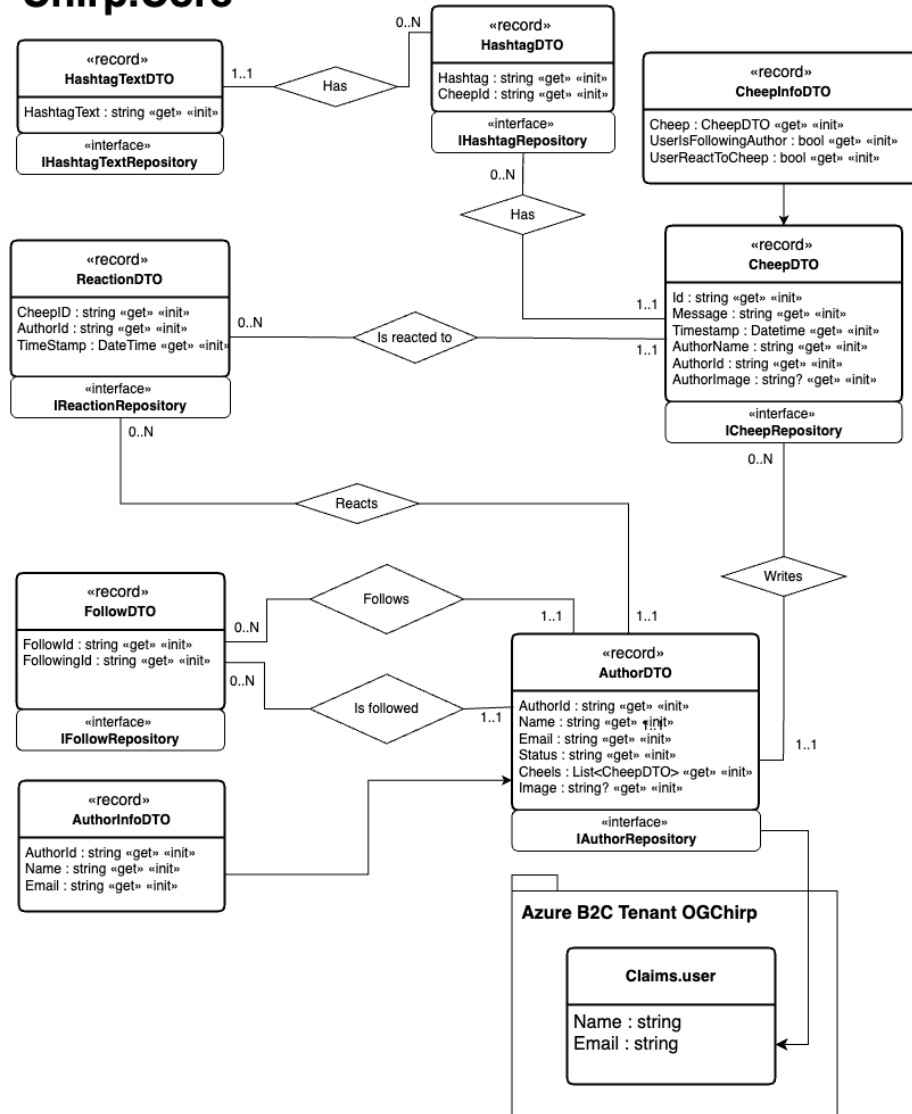 Chirp.Core
«record»
HashtagTextDTO
HashtagText : string «get» «init»
«interface»
IHashtagTextRepository
1..1
Has
0..N
«record»
HashtagDTO
Hashtag : string «get» «init»
CheepId : string «get» «init»
«interface»
IHashtagRepository
0..N
Has
1..1
«record»
CheepInfoDTO
Cheep : CheepDTO «get» «init»
UserIsFollowingAuthor : bool «get» «init»
UserReactToCheep : bool «get» «init»
«record»
CheepDTO
Id : string «get» «init»
Message : string «get» «init»
Timestamp : Datetime «get» «init»
AuthorName : string «get» «init»
AuthorId : string «get» «init»
AuthorImage : string? «get» «init»
«interface»
ICheepRepository
0..N
«record»
ReactionDTO
CheepID : string «get» «init»
AuthorId : string «get» «init»
TimeStamp : DateTime «get» «init»
«interface»
IReactionRepository
0..N
Is reacted to
1..1
0..N
Reacts
1..1
Writes
1..1
«record»
FollowDTO
FollowId : string «get» «init»
FollowingId : string «get» «init»
«interface»
IFollowRepository
0..N
Follows
1..1
0..N
Is followed
1..1
«record»
AuthorDTO
AuthorId : string «get» «init»
Name : string «get» «init»
1..1
Email : string «get» «init»
Status : string «get» «init»
Cheels : List<CheepDTO> «get» «init»
Image : string? «get» «init»
«interface»
IAuthorRepository
«record»
AuthorInfoDTO
AuthorId : string «get» «init»
Name : string «get» «init»
Email : string «get» «init»
Azure B2C Tenant OGChirp
Claims.user
Name : string
Email : string